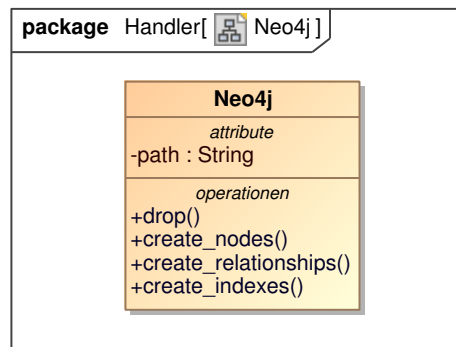 package Handler[ Neo4j ]
Neo4j
attribute
-path : String
operationen
+drop()
+create_nodes()
+create_relationships()
+create_indexes()